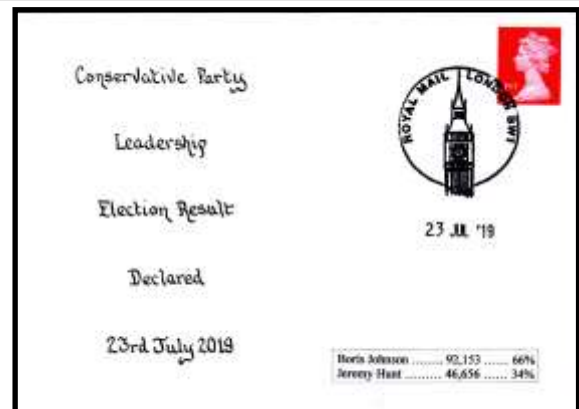 Conservative Party
Leadership
Election Result
Declared
23rd July 2019
ROYAL MAIL LONDON SW1
23 JUL '19
Boris Johnson ........ 92,153 ...... 66%
Jeremy Hunt ......... 46,656 ...... 34%